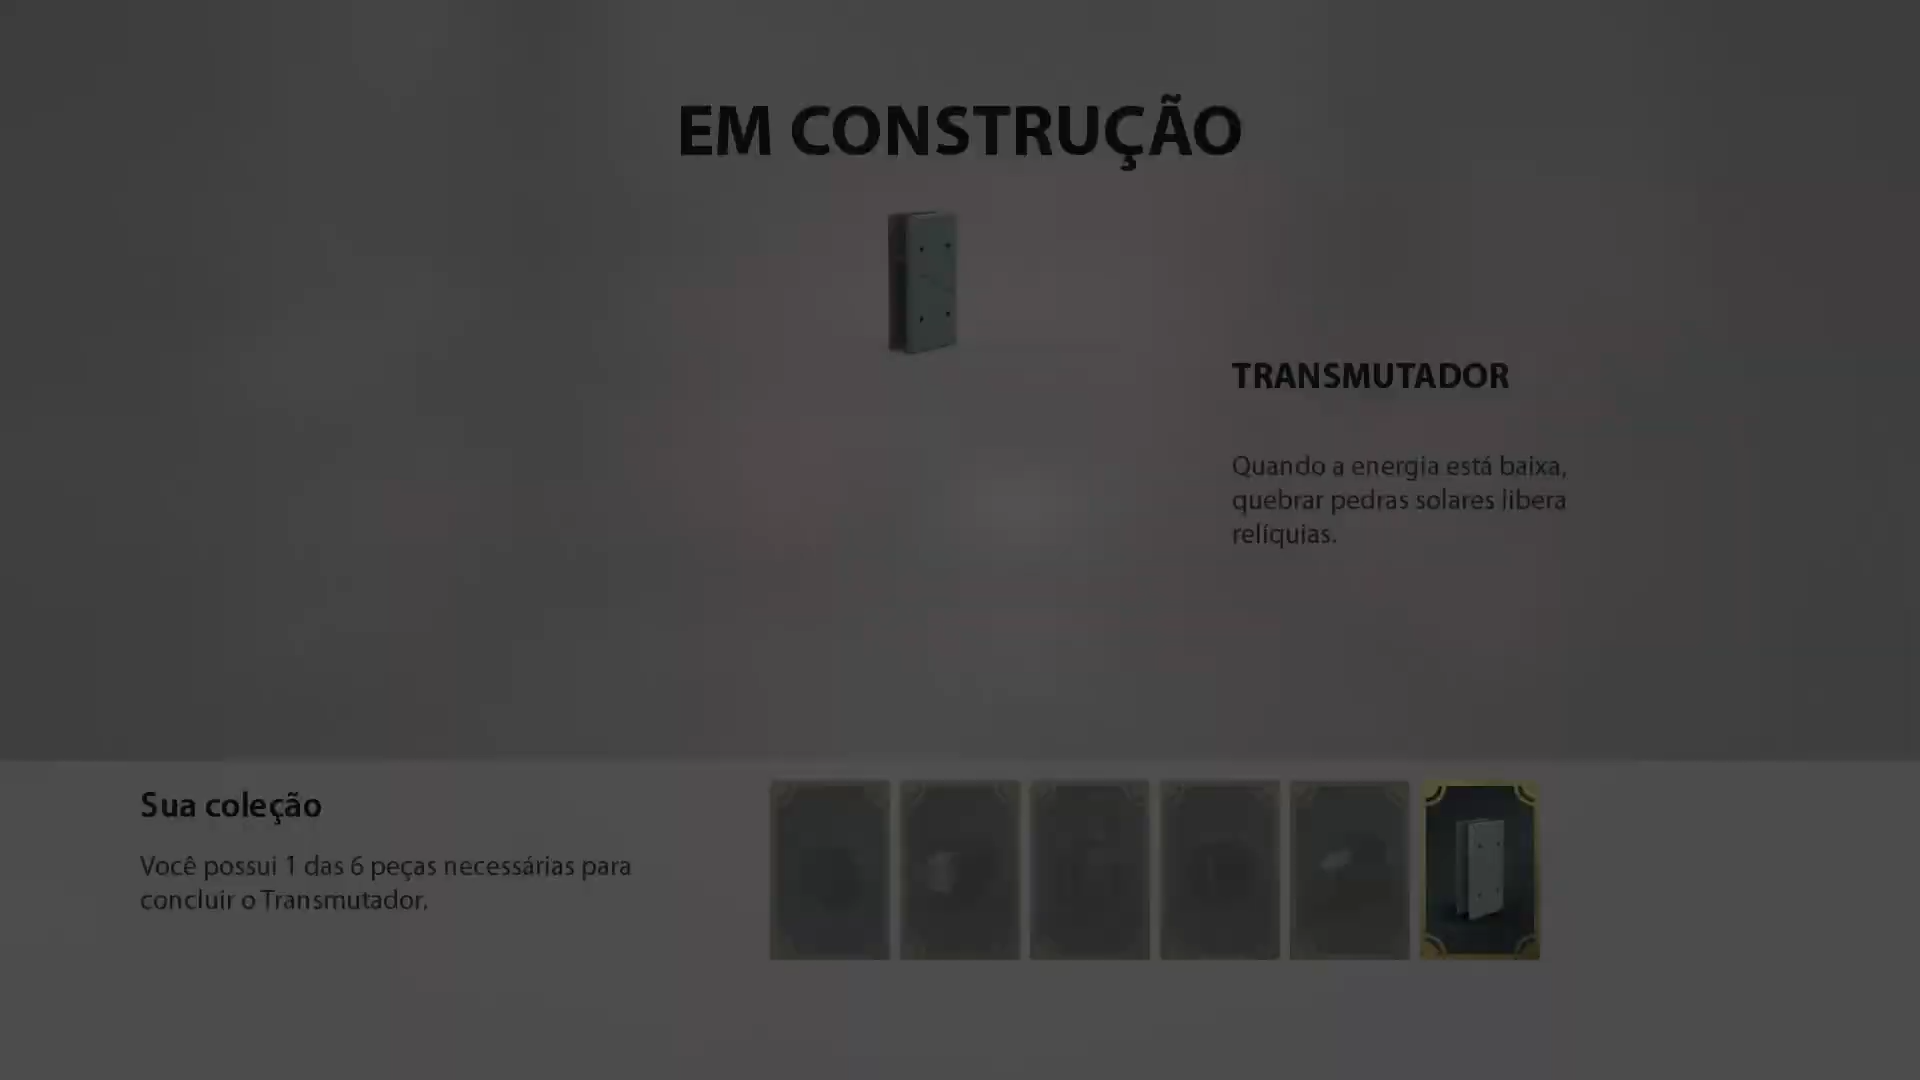 EM CONSTRUÇÃO
TRANSMUTADOR
Quando a energia está baixa,
quebrar pedras solares libera
relíquias.
Sua coleção
Você possui 1 das 6 peças necessárias para
concluir o Transmutador.